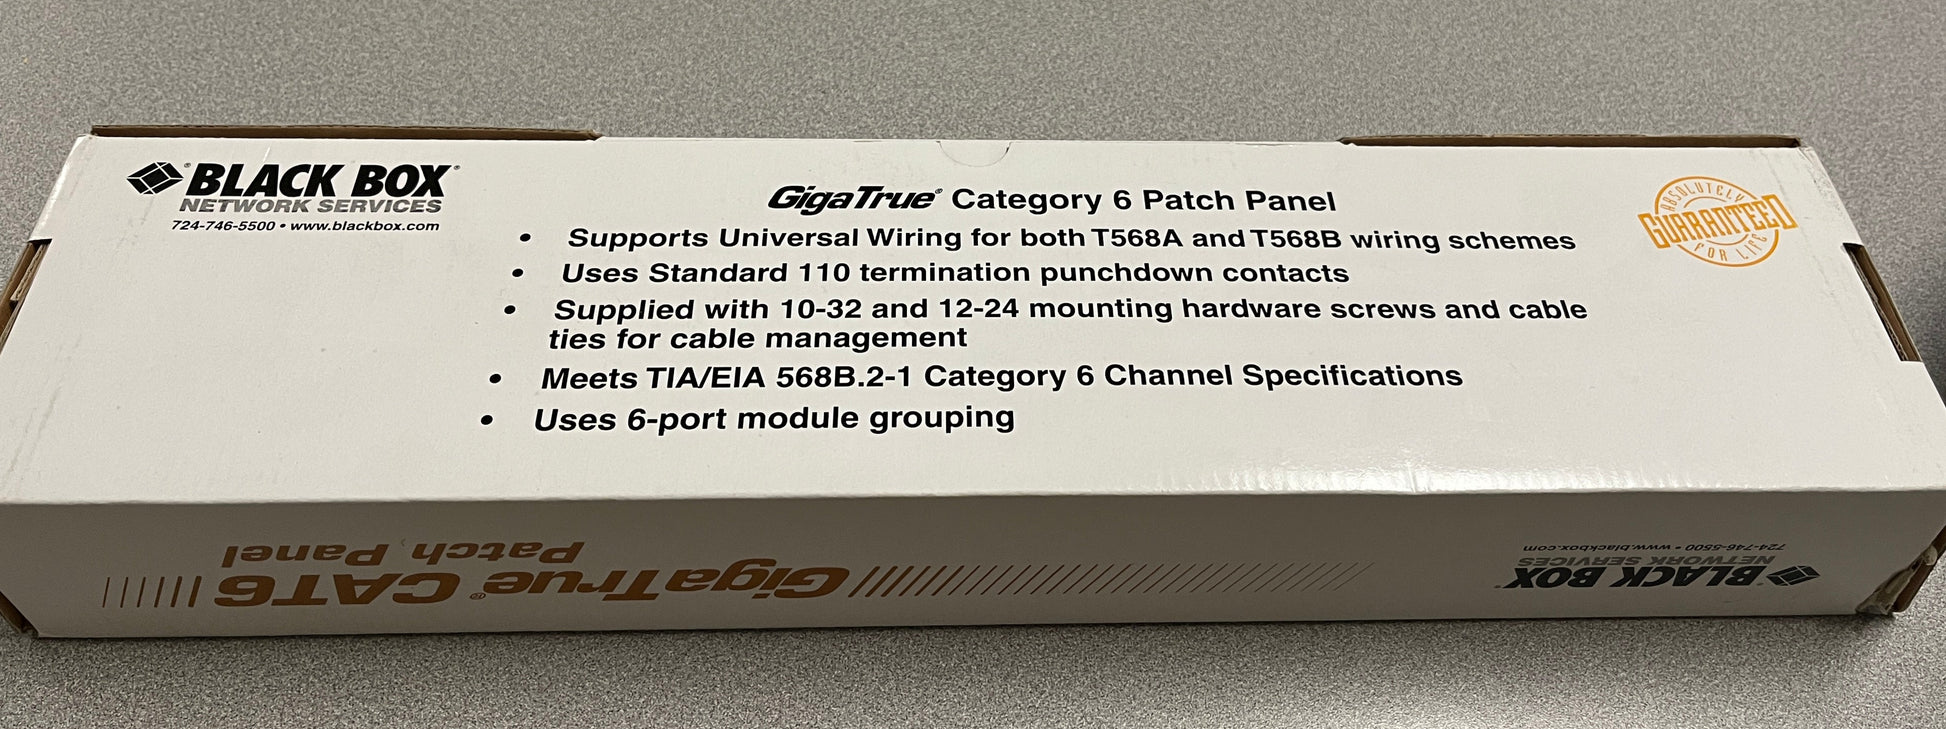 BLACK BOX®
NETWORK SERVICES
724-746-5500 • www.blackbox.com
GigaTrue® Category 6 Patch Panel
• Supports Universal Wiring for both T568A and T568B wiring schemes
• Uses Standard 110 termination punchdown contacts
• Supplied with 10-32 and 12-24 mounting hardware screws and cable
ties for cable management
• Meets TIA/EIA 568B.2-1 Category 6 Channel Specifications
• Uses 6-port module grouping
ABSOLUTELY
GUARANTEED
FOR LIFE
GigaTrue® CAT6
Patch Panel
BLACK BOX®
NETWORK SERVICES
724-746-5500 • www.blackbox.com